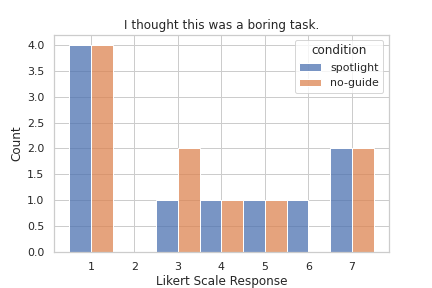 I thought this was a boring task.
condition
spotlight
no-guide
4.0
3.5
3.0
2.5
2.0
1.5
1.0
0.5
0.0
Count
1 2 3 4 5 6 7
Likert Scale Response